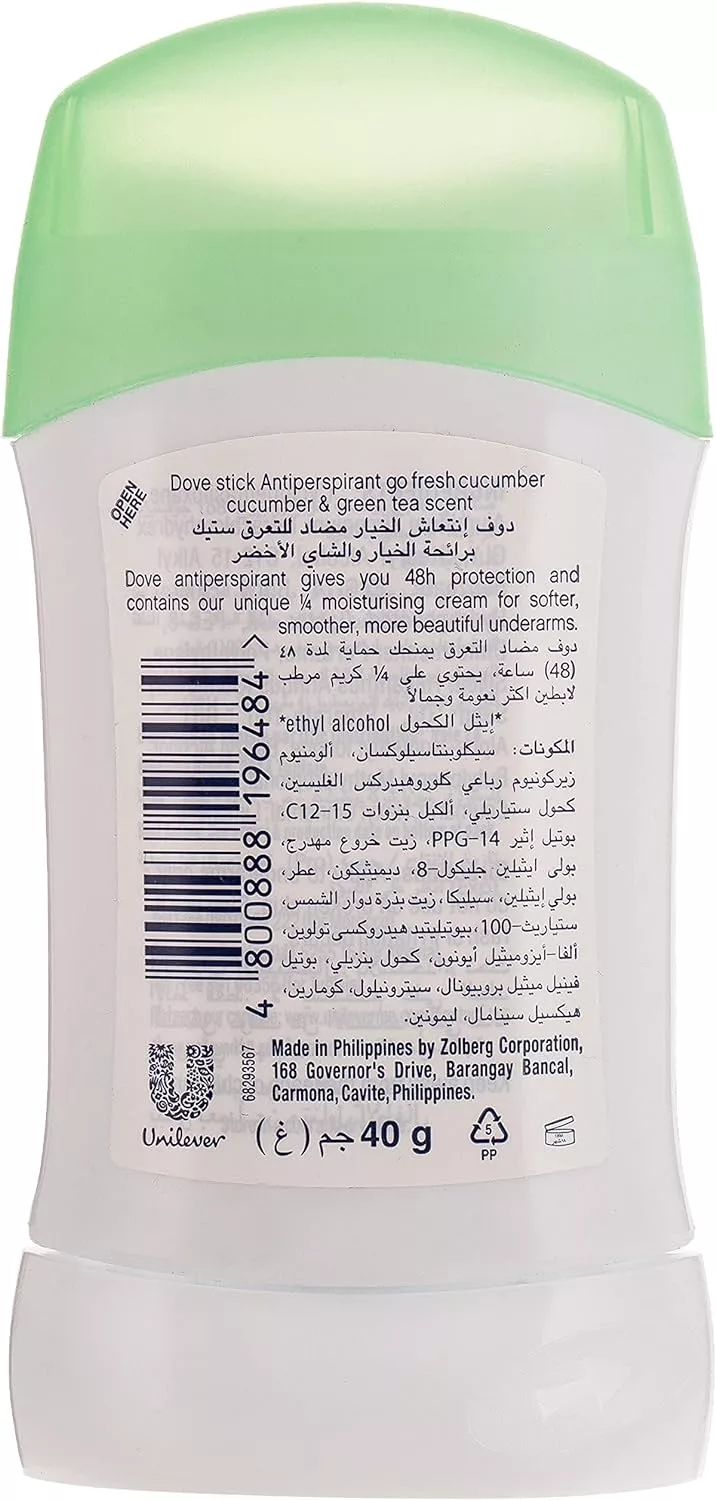 OPEN
HERE
Dove stick Antiperspirant go fresh cucumber
cucumber & green tea scent
دوف إنتعاش الخيار مضاد للتعرق ستيك
برائحة الخيار والشاي الأخضر
Dove antiperspirant gives you 48h protection and
contains our unique ¼ moisturising cream for softer,
smoother, more beautiful underarms.
دوف مضاد التعرق يمنحك حماية لمدة ٤٨
(48) ساعة، يحتوي على ¼ كريم مرطب
لابطين اكثر نعومة وجمالاً
*ethyl alcohol إيثل الكحول*
المكونات: سيكلوبنتاسيلوكسان، ألومنيوم
زيركونيوم رباعي كلوروهيدركس الغليسين،
كحول ستياريلي، ألكيل بنزوات C12-15،
بوتيل إثير PPG-14، زيت خروع مهدرج،
بولى ايثيلين جليكول-8، ديميثيكون، عطر،
بولي إيثيلين، سيليكا، زيت بذرة دوار الشمس،
ستياريث-100، بيوتيليتيد هيدروكسى تولوين،
ألفا-أيزوميثيل أيونون، كحول بنزيلي، بوتيل
فينيل ميثيل بروبيونال، سيترونيلول، كومارين،
هيكسيل سينامال، ليمونين.
4 800888 196484 >
68293567
Made in Philippines by Zolberg Corporation,
168 Governor's Drive, Barangay Bancal,
Carmona, Cavite, Philippines.
Unilever
40 g جم (غ)
5
PP